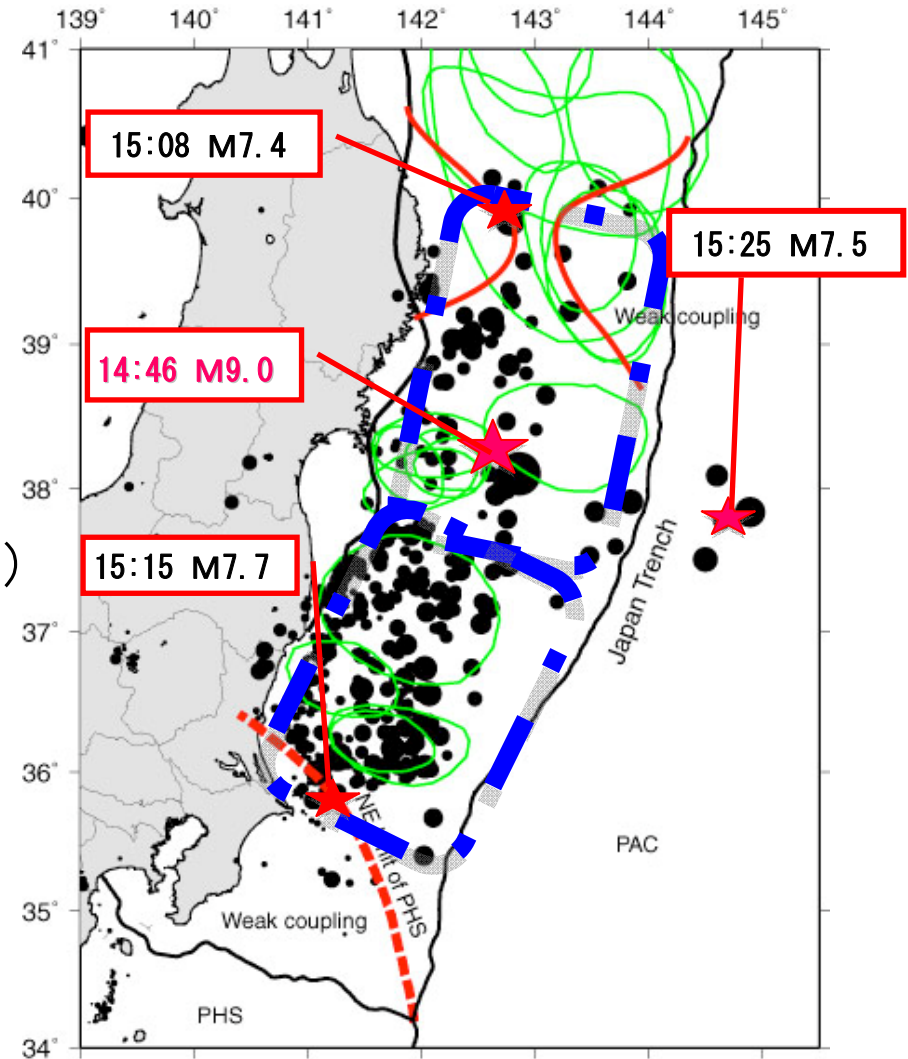 139° 140° 141° 142° 143° 144° 145°
41°
15:08 M7.4
40°
15:25 M7.5
Weak coupling
39°
14:46 M9.0
38°
)
15:15 M7.7
37°
Japan Trench
36°
NE limit of PHS
PAC
35°
Weak coupling
PHS
34°